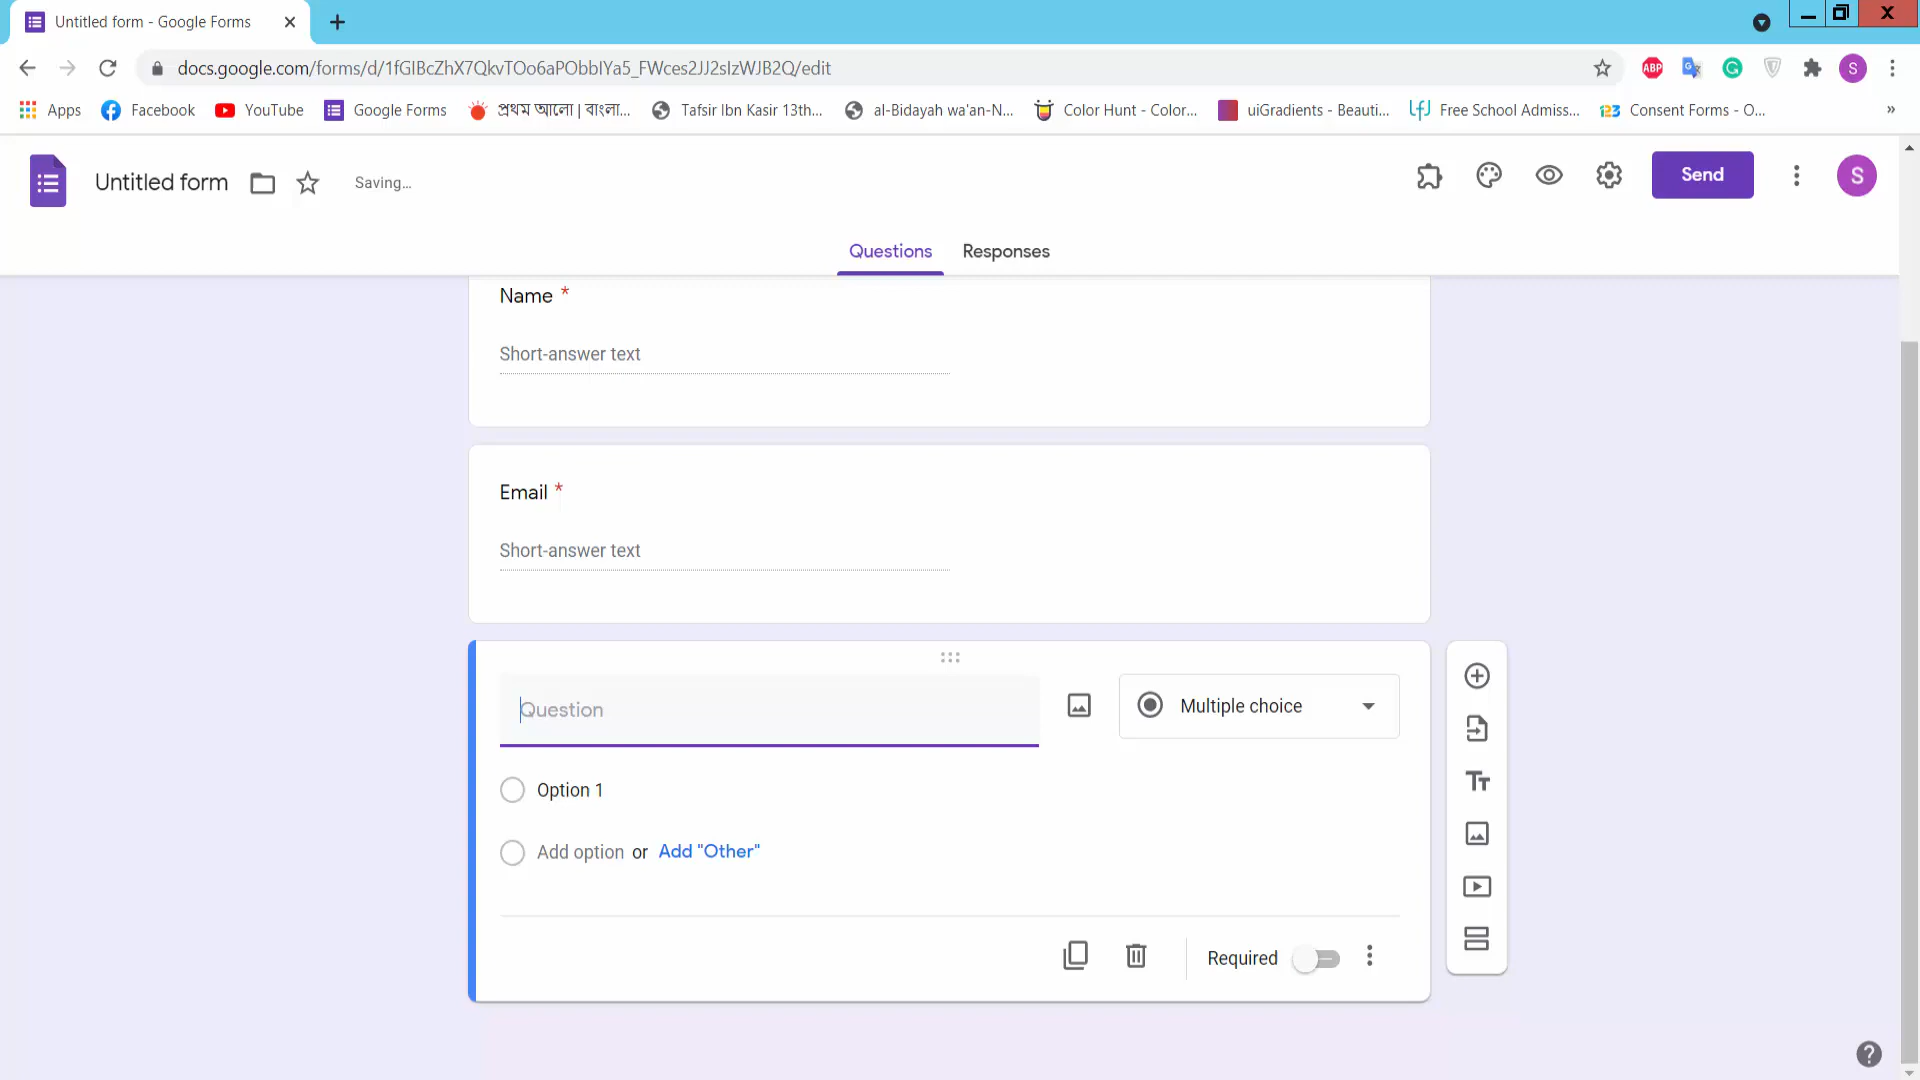 Untitled form - Google Forms
docs.google.com/forms/d/1fGIBcZhX7QkvTOo6aPObbIYa5_FWces2JJ2sIzWJB2Q/edit
ABP
S
Apps
Facebook
YouTube
Google Forms
প্রথম আলো | বাংলা...
Tafsir Ibn Kasir 13th...
al-Bidayah wa'an-N...
Color Hunt - Color...
uiGradients - Beauti...
Free School Admiss...
Consent Forms - O...
»
Untitled form
Saving...
Send
S
Questions
Responses
Name *
Short-answer text
Email *
Short-answer text
Question
Multiple choice
Option 1
Add option or Add "Other"
Required